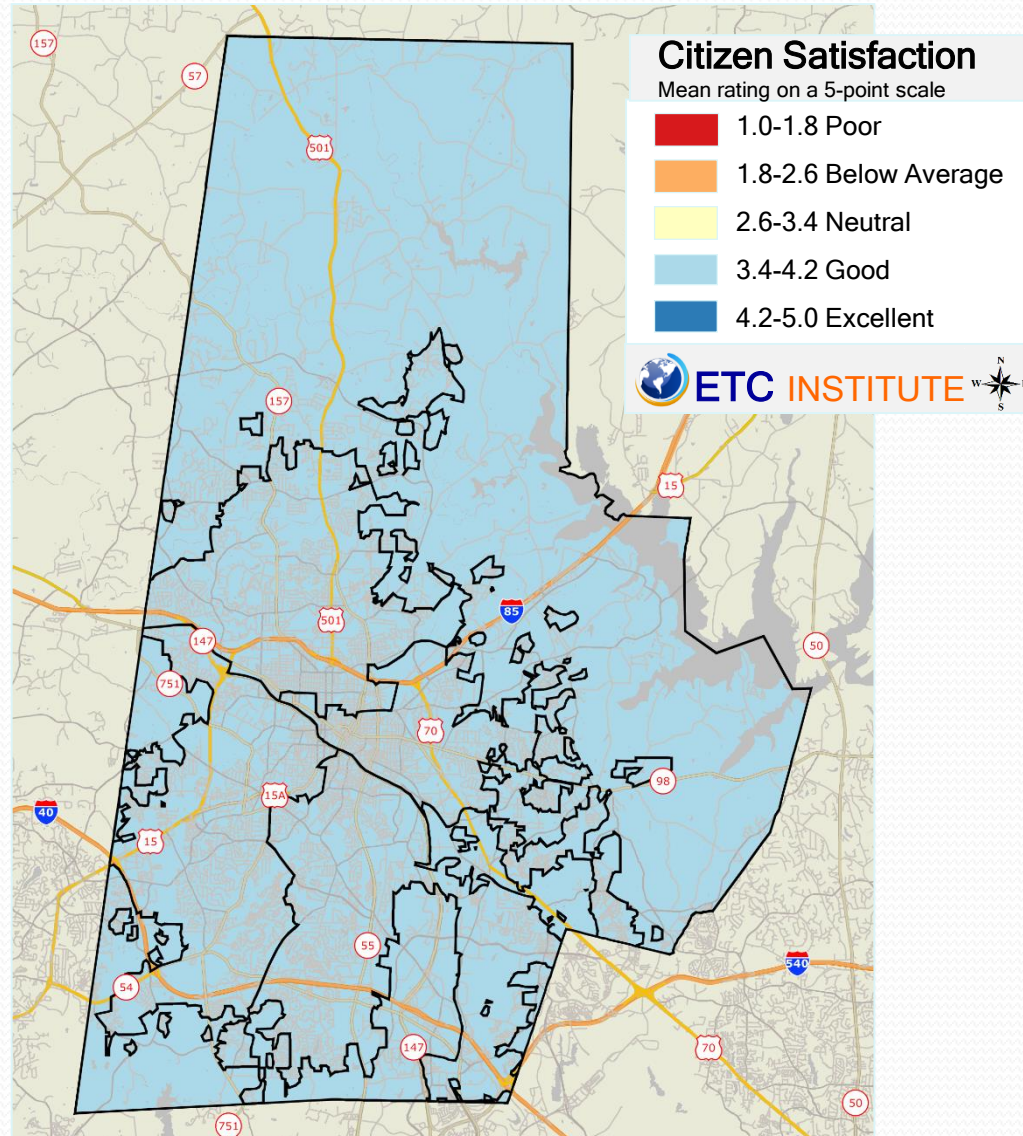 Citizen Satisfaction
Mean rating on a 5-point scale
1.0-1.8 Poor
1.8-2.6 Below Average
2.6-3.4 Neutral
3.4-4.2 Good
4.2-5.0 Excellent
ETC INSTITUTE
N
W
S
157
57
501
157
15
85
501
147
50
751
70
98
15A
40
15
55
540
54
147
70
50
751